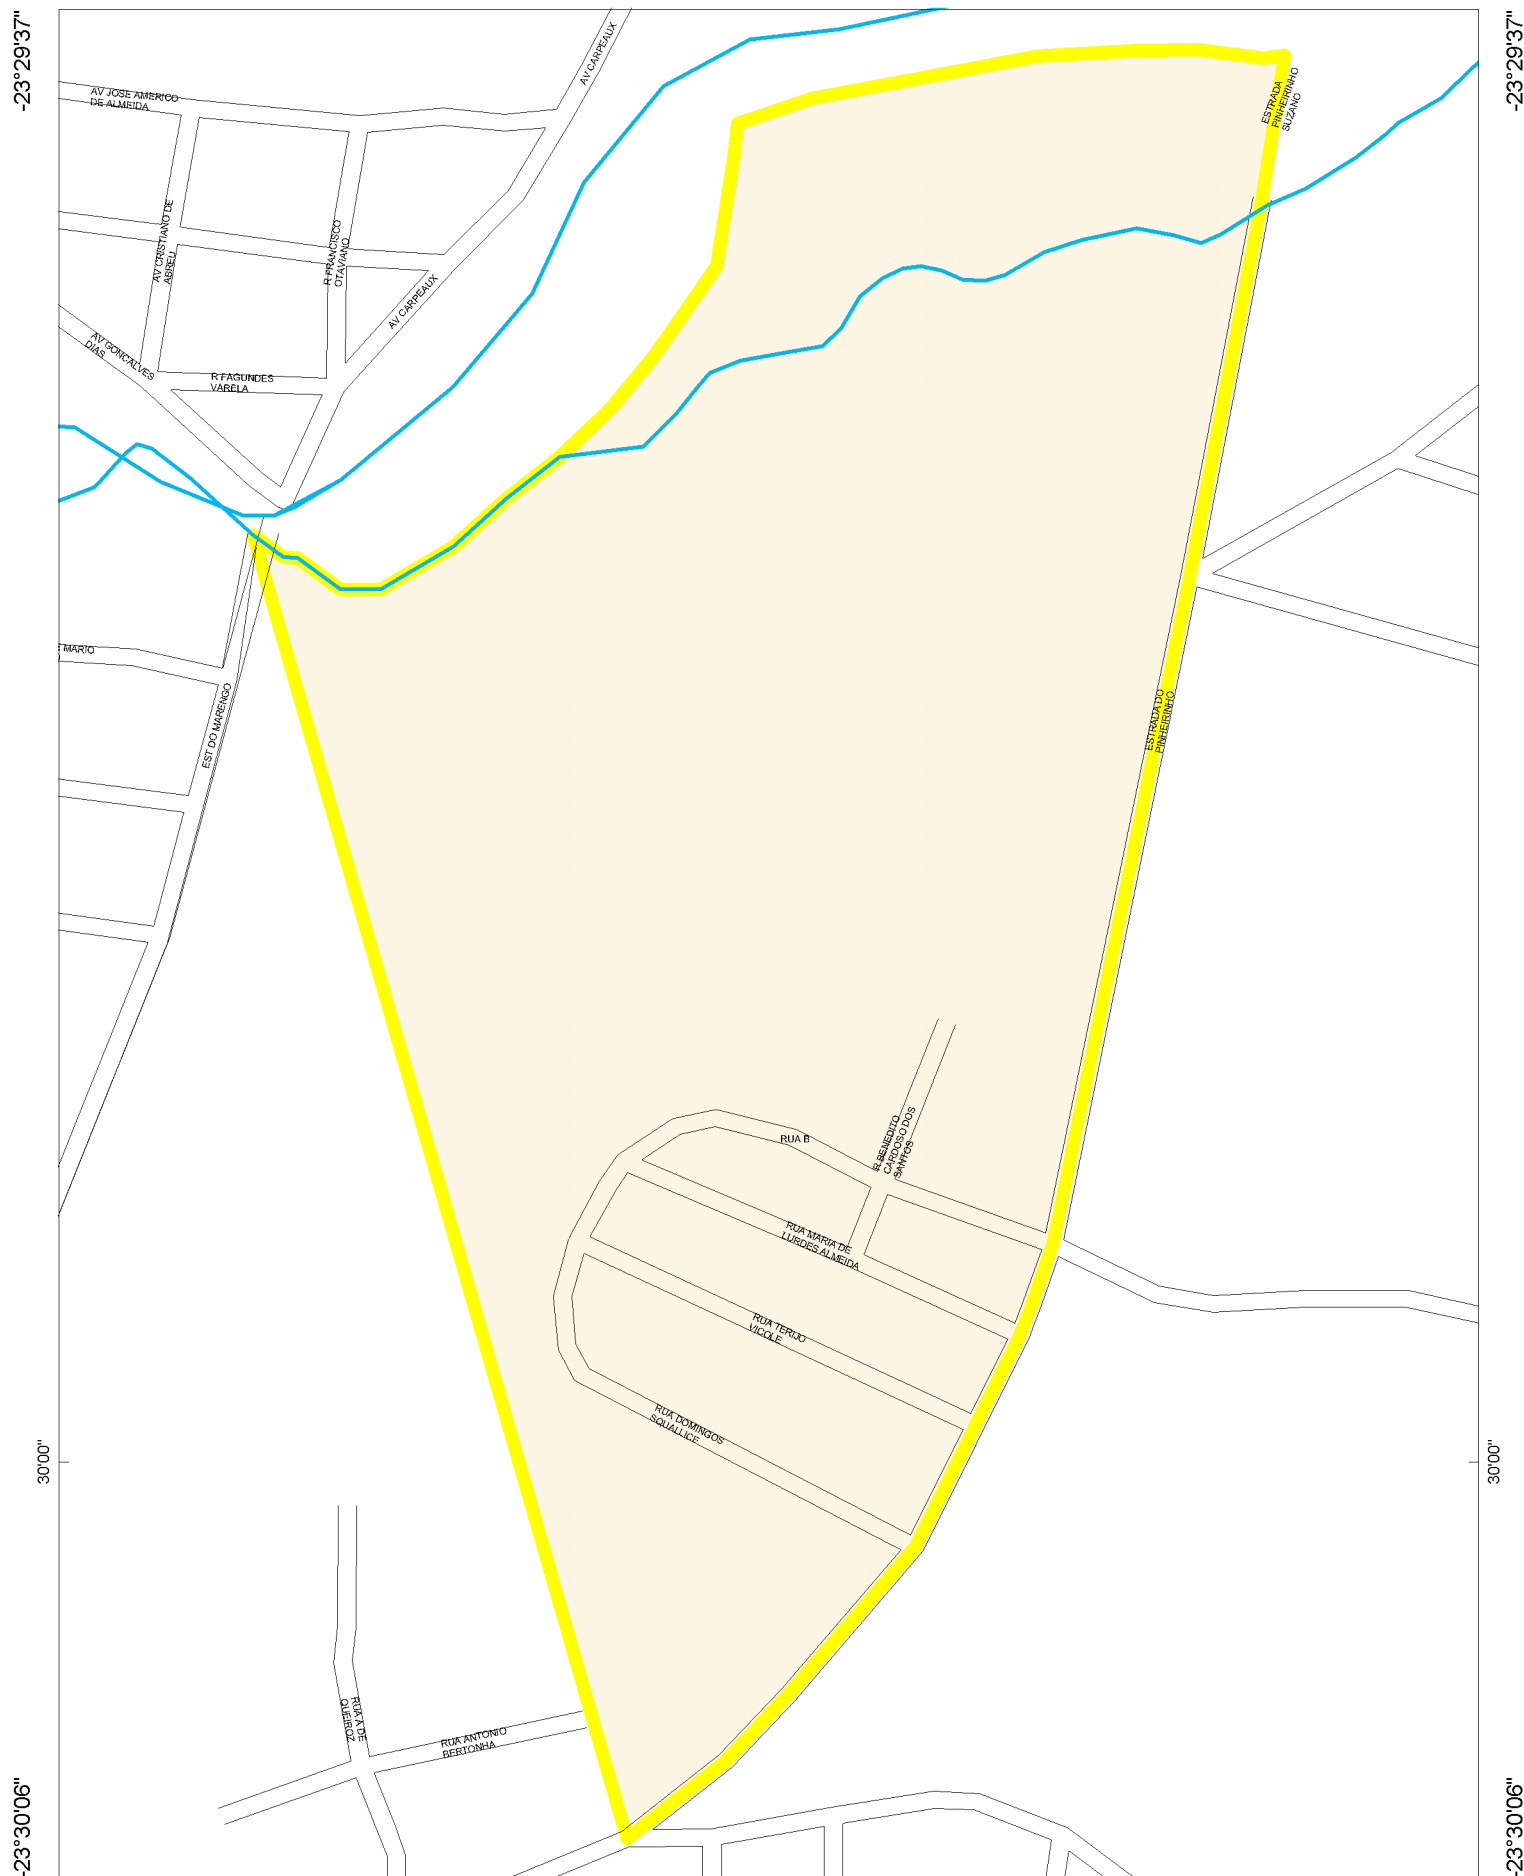 -23°29'37"
-23°29'37"
AV CARPEAUX
AV JOSE AMERICO
DE ALMEIDA
ESTRADA
PINHEIRINHO
SUZANO
AV CRISTIANO DE
ABREU
R FRANCISCO
OTAVIANO
AV CARPEAUX
AV GONCALVES
DIAS
R FAGUNDES
VARELA
MARIO
EST DO MARENGO
ESTRADA DO
PINHEIRINHO
RUA B
R BENEDITO
CARDOSO DOS
SANTOS
RUA MARIA DE
LURDES ALMEIDA
RUA TERIJO
VICOLE
RUA DOMINGOS
SQUALLICE
30'00"
30'00"
RUA A DE
QUEIROZ
RUA ANTONIO
BERTONHA
-23°30'06"
-23°30'06"